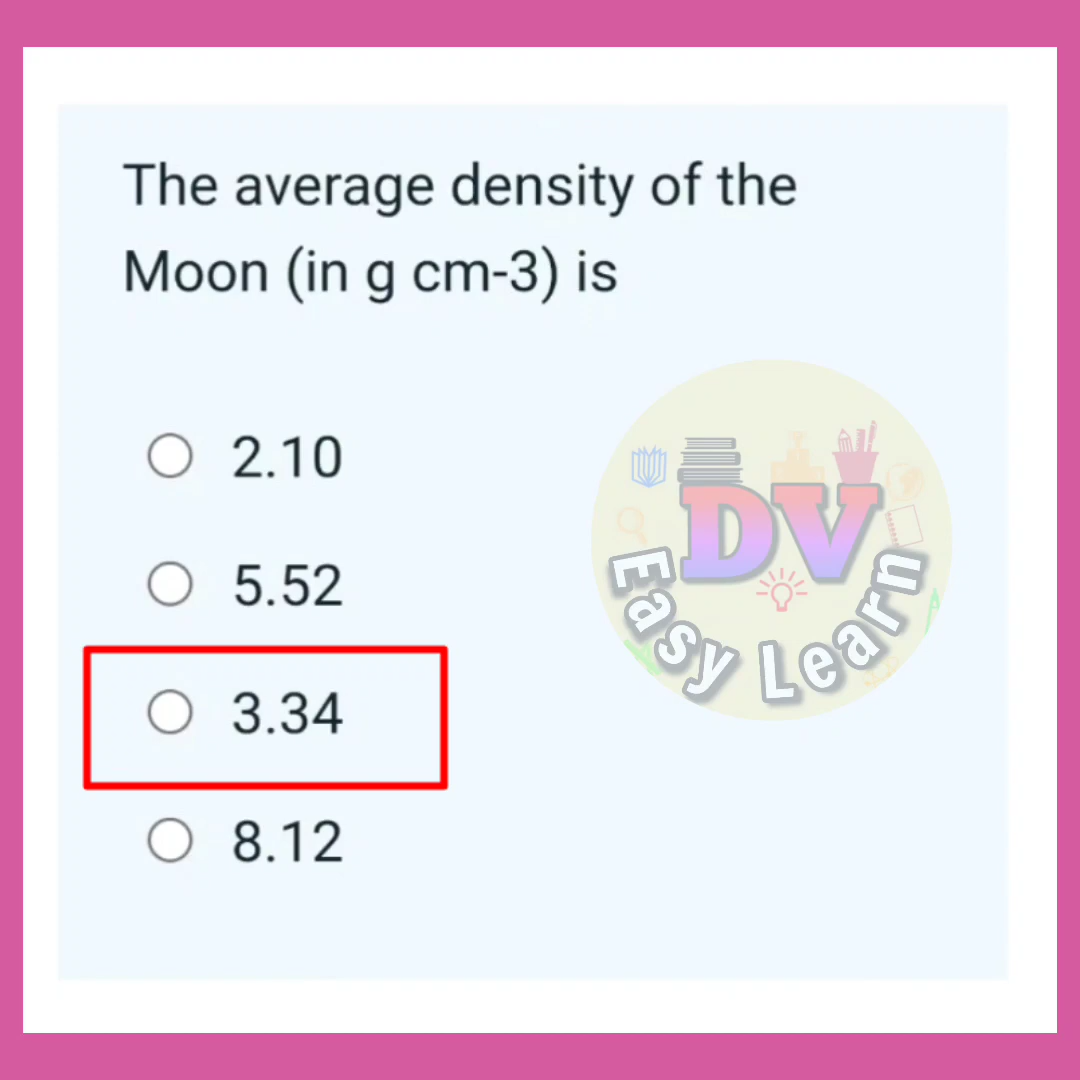 The average density of the
Moon (in g cm-3) is
2.10
5.52
3.34
8.12
DV
Easy Learn